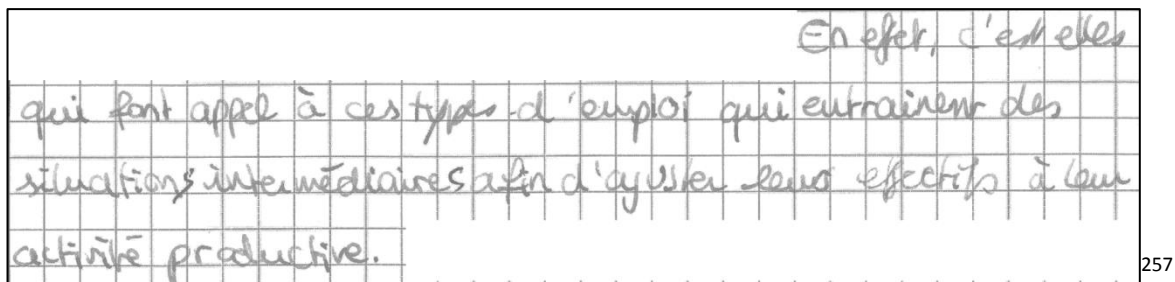 En effet, c'est elles
qui font appel à ces types d'emploi qui entrainent des
situations intermédiaires afin d'ajuster leurs effectifs à leur
activité productive.
257